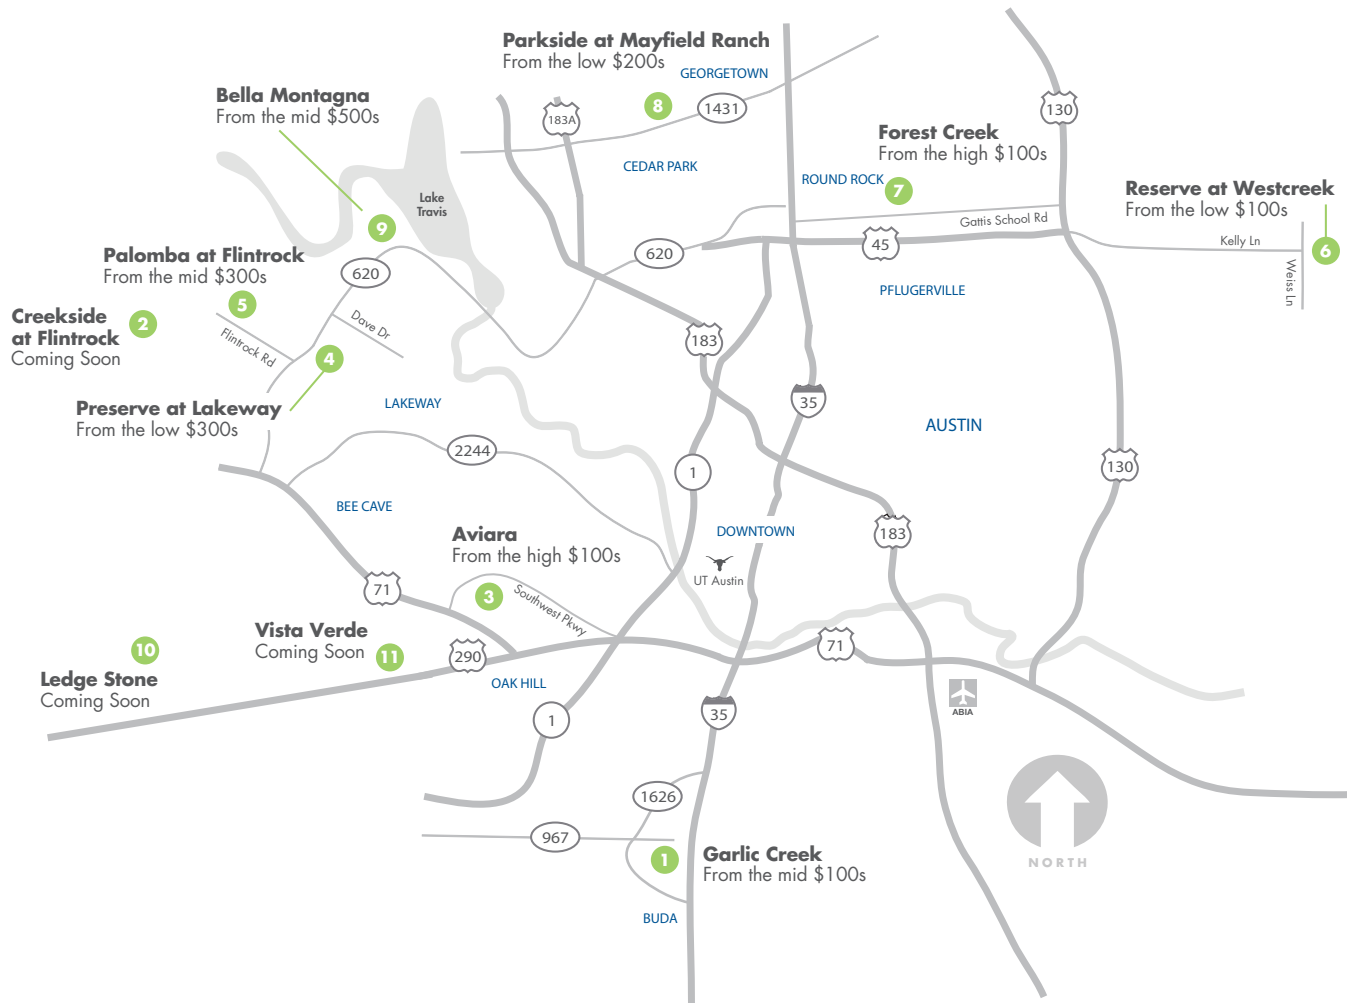 Parkside at Mayfield Ranch
From the low $200s
GEORGETOWN
8
1431
183A
130
Bella Montagna
From the mid $500s
Forest Creek
From the high $100s
CEDAR PARK
ROUND ROCK
7
Reserve at Westcreek
From the low $100s
Lake
Travis
9
Gattis School Rd
Kelly Ln
6
Weiss Ln
45
620
Palomba at Flintrock
From the mid $300s
620
5
PFLUGERVILLE
Creekside
at Flintrock
Coming Soon
2
Flintrock Rd
Dave Dr
4
183
35
Preserve at Lakeway
From the low $300s
LAKEWAY
AUSTIN
2244
1
130
BEE CAVE
DOWNTOWN
183
Aviara
From the high $100s
UT Austin
71
3
Southwest Pkwy
Vista Verde
Coming Soon
11
290
71
10
Ledge Stone
Coming Soon
OAK HILL
ABIA
1
35
1626
967
1
Garlic Creek
From the mid $100s
NORTH
BUDA